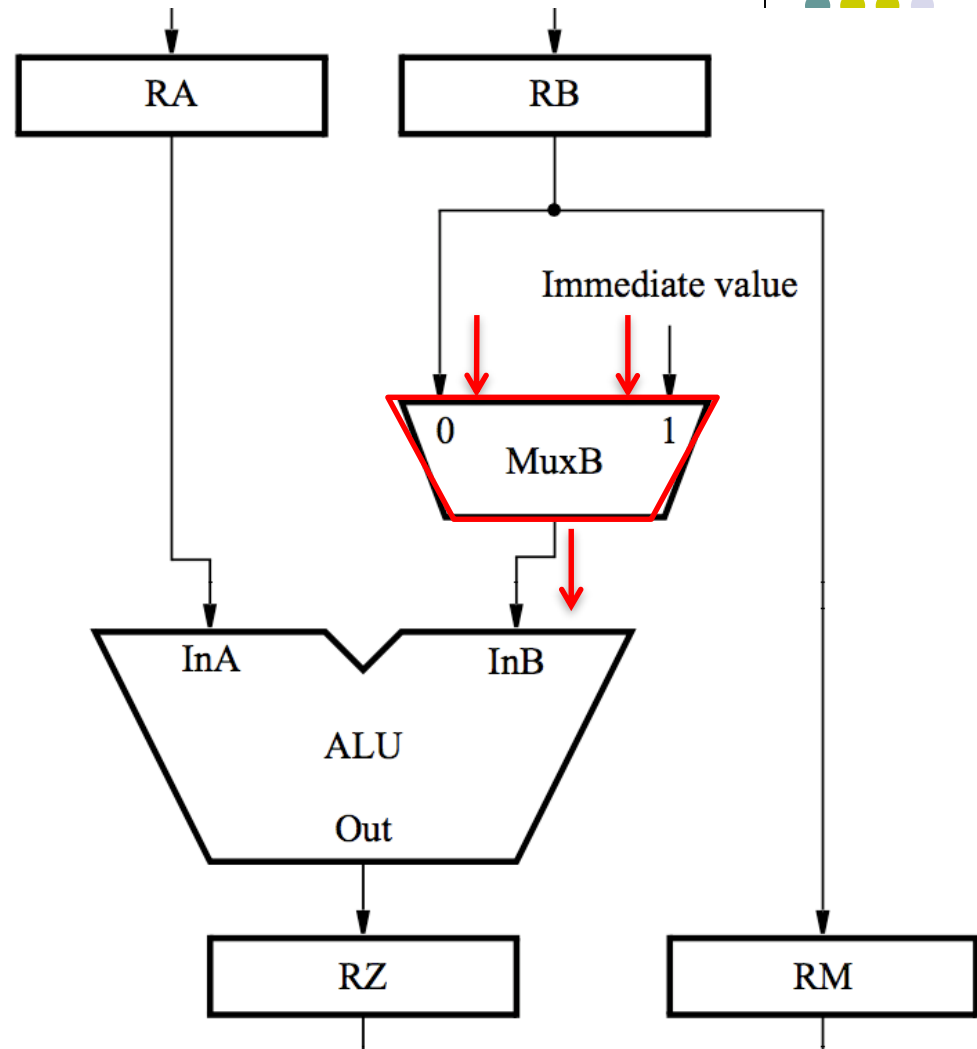 RA
RB
Immediate value
0
1
MuxB
InA
InB
ALU
Out
RZ
RM